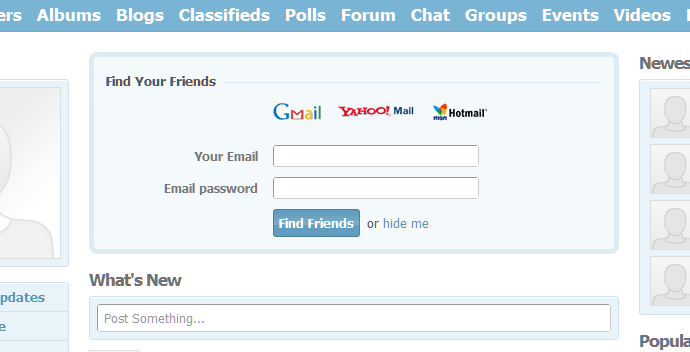 ers Albums Blogs Classifieds Polls Forum Chat Groups Events Videos
Find Your Friends
Gmail YAHOO! Mail msn Hotmail
Your Email
Email password
Find Friends or hide me
What's New
Post Something...
pdates
e
Newes
Popula